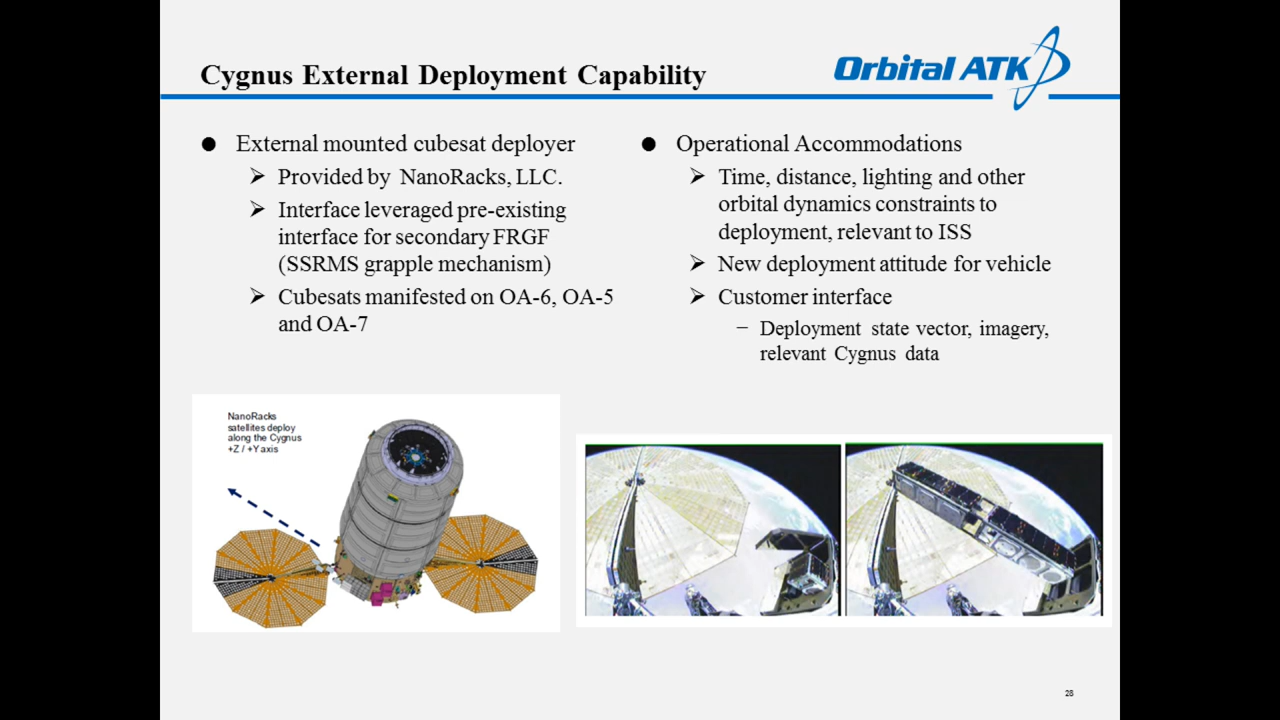 Cygnus External Deployment Capability
Orbital ATK
● External mounted cubesat deployer
➢ Provided by NanoRacks, LLC.
➢ Interface leveraged pre-existing
interface for secondary FRGF
(SSRMS grapple mechanism)
➢ Cubesats manifested on OA-6, OA-5
and OA-7
● Operational Accommodations
➢ Time, distance, lighting and other
orbital dynamics constraints to
deployment, relevant to ISS
➢ New deployment attitude for vehicle
➢ Customer interface
– Deployment state vector, imagery,
relevant Cygnus data
NanoRacks
satellites deploy
along the Cygnus
+Z / +Y axis
28